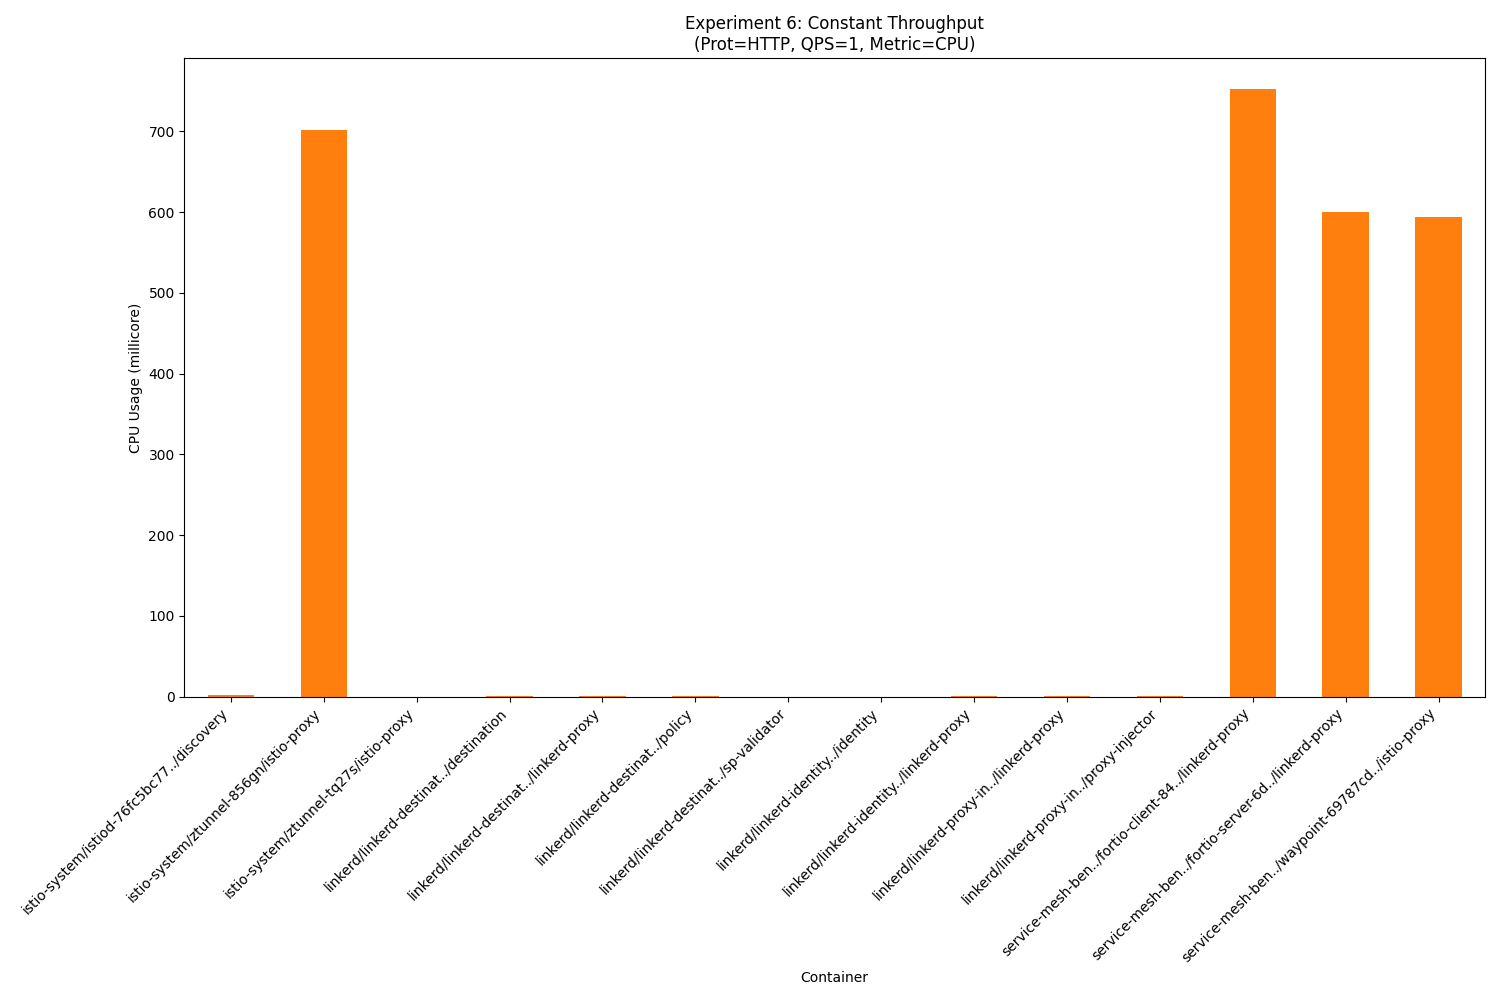 Experiment 6: Constant Throughput
(Prot=HTTP, QPS=1, Metric=CPU)
CPU Usage (millicore)
700
600
500
400
300
200
100
0
istio-system/istiod-76fc5bc77../discovery
istio-system/ztunnel-856gn/istio-proxy
istio-system/ztunnel-tq27s/istio-proxy
linkerd/linkerd-destinat../destination
linkerd/linkerd-destinat../linkerd-proxy
linkerd/linkerd-destinat../policy
linkerd/linkerd-destinat../sp-validator
linkerd/linkerd-identity../identity
linkerd/linkerd-identity../linkerd-proxy
linkerd/linkerd-proxy-in../linkerd-proxy
linkerd/linkerd-proxy-in../proxy-injector
service-mesh-ben../fortio-client-84../linkerd-proxy
service-mesh-ben../fortio-server-6d../linkerd-proxy
service-mesh-ben../waypoint-69787cd../istio-proxy
Container